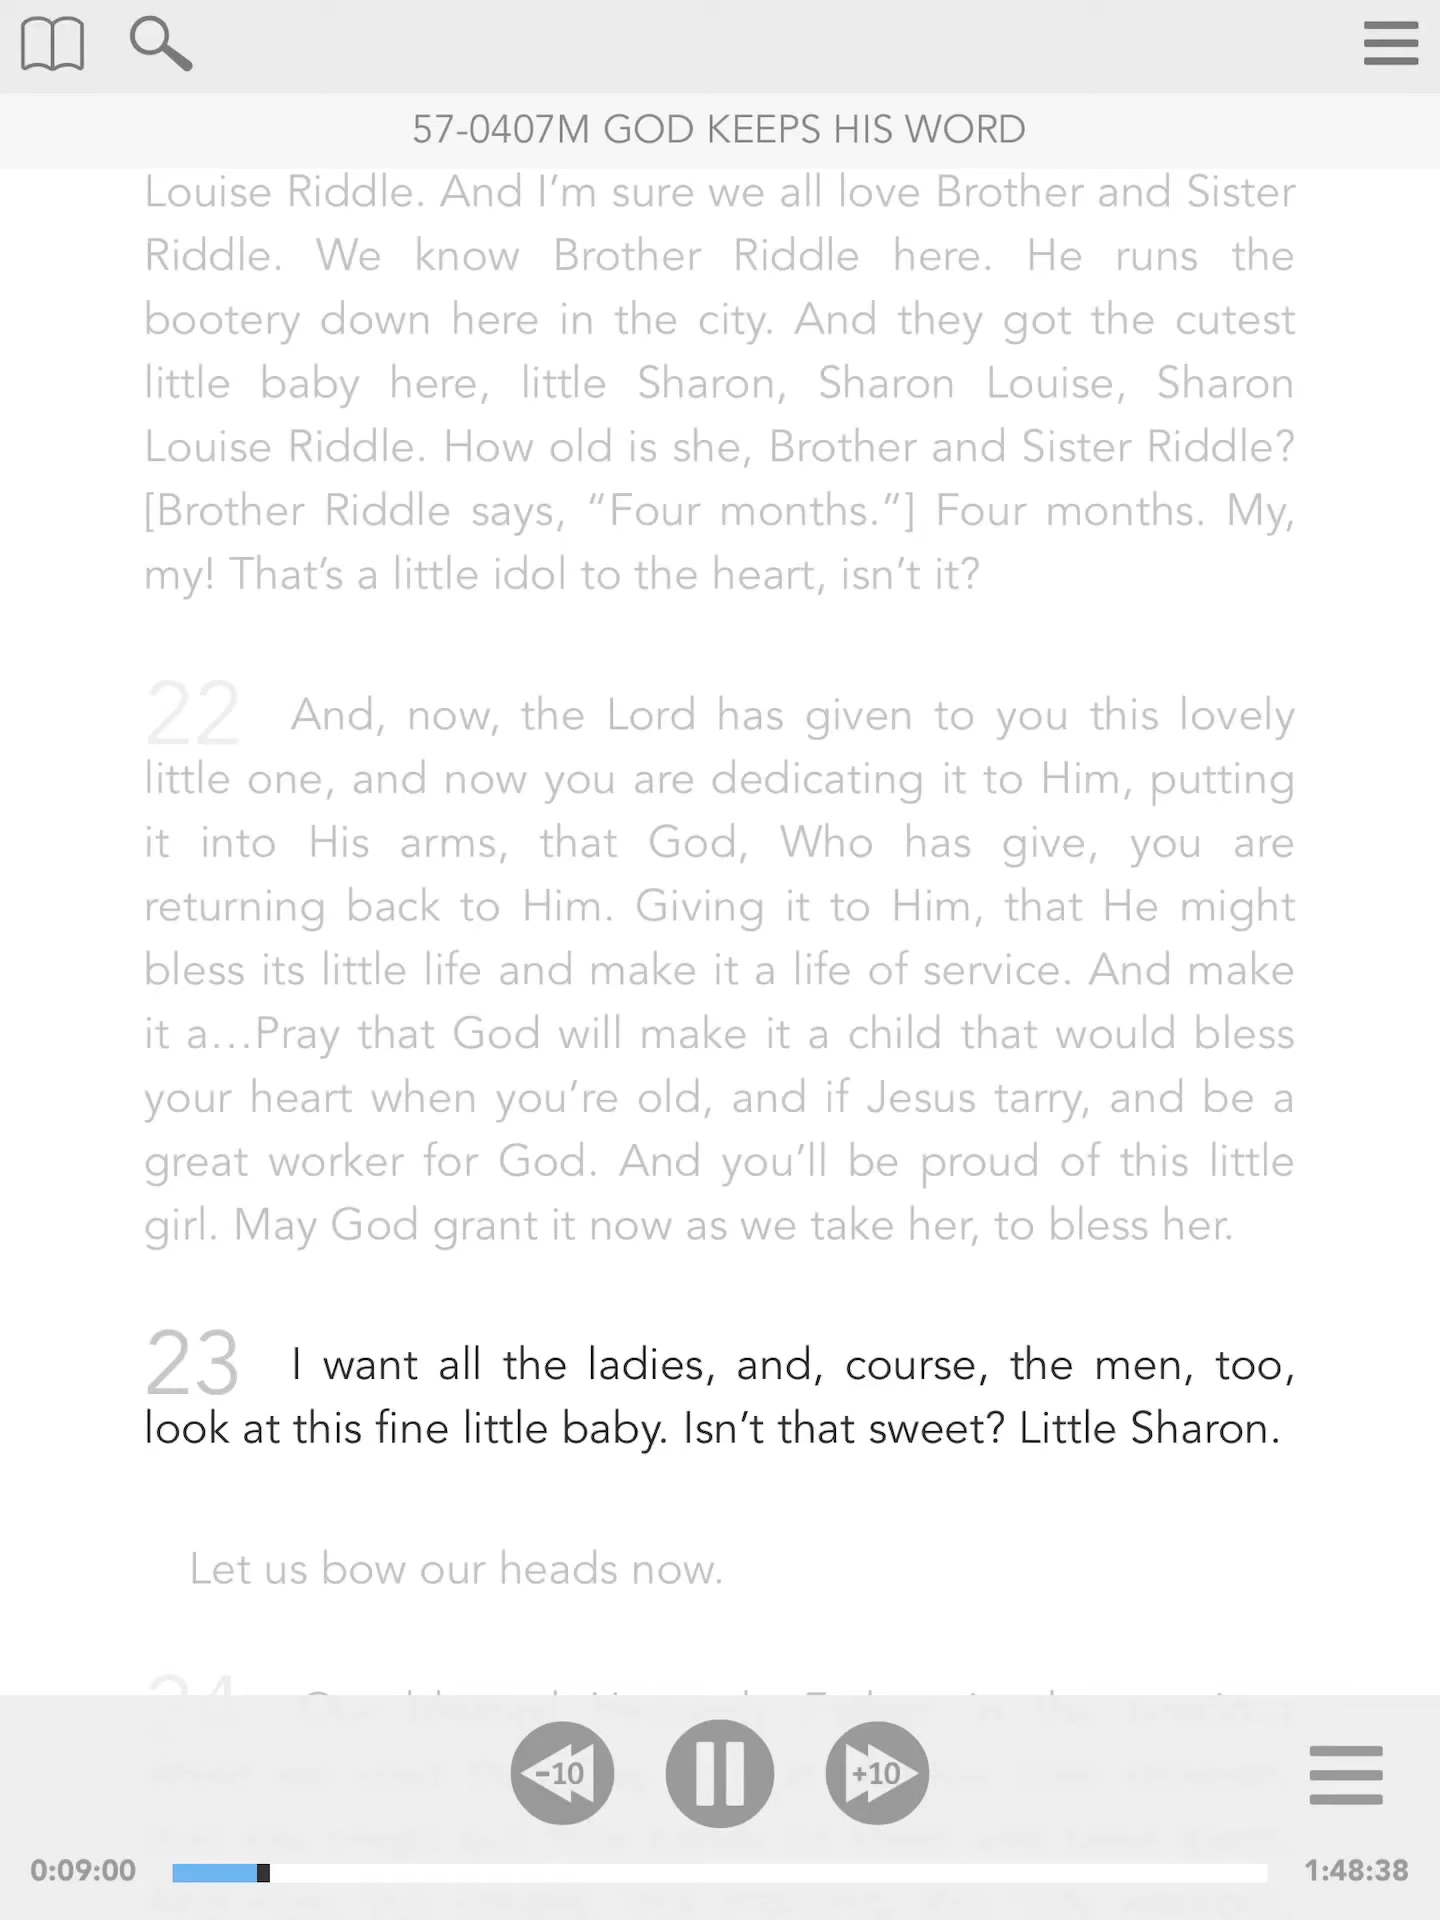 57-0407M GOD KEEPS HIS WORD
Louise Riddle. And I’m sure we all love Brother and Sister
Riddle. We know Brother Riddle here. He runs the
bootery down here in the city. And they got the cutest
little baby here, little Sharon, Sharon Louise, Sharon
Louise Riddle. How old is she, Brother and Sister Riddle?
[Brother Riddle says, “Four months.”] Four months. My,
my! That’s a little idol to the heart, isn’t it?
22 And, now, the Lord has given to you this lovely
little one, and now you are dedicating it to Him, putting
it into His arms, that God, Who has give, you are
returning back to Him. Giving it to Him, that He might
bless its little life and make it a life of service. And make
it a…Pray that God will make it a child that would bless
your heart when you’re old, and if Jesus tarry, and be a
great worker for God. And you’ll be proud of this little
girl. May God grant it now as we take her, to bless her.
23 I want all the ladies, and, course, the men, too,
look at this fine little baby. Isn’t that sweet? Little Sharon.
Let us bow our heads now.
24
-10 +10
0:09:00 1:48:38